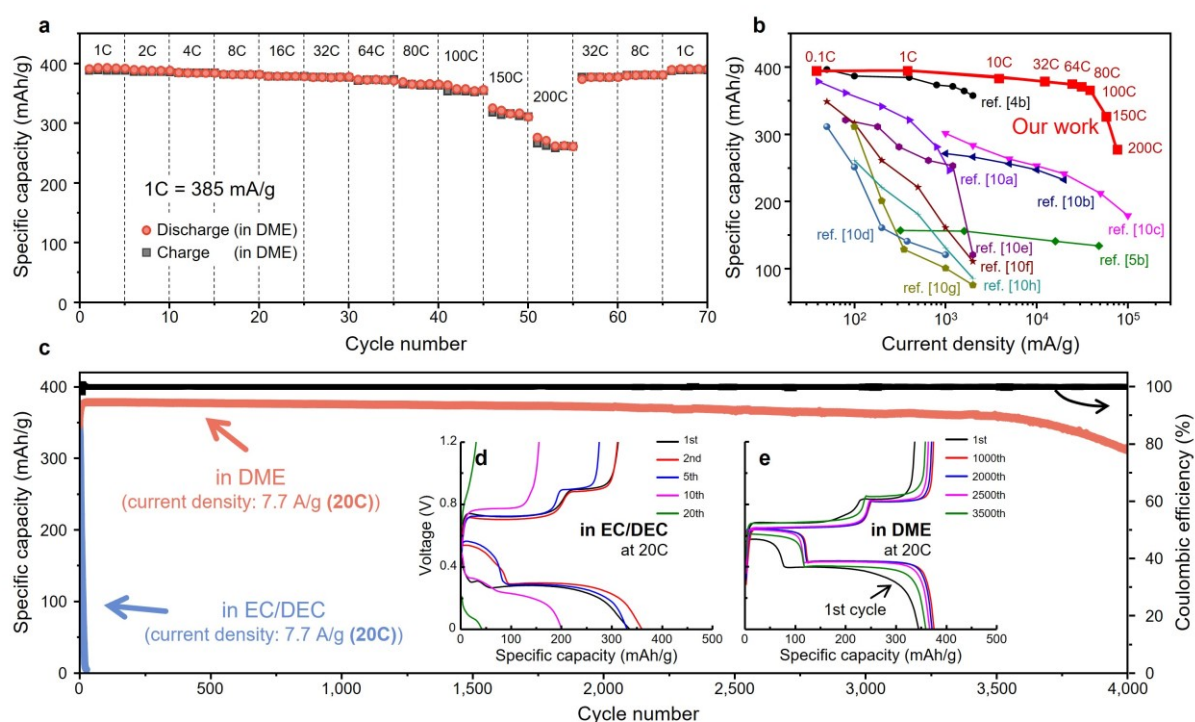 a
1C 2C 4C 8C 16C 32C 64C 80C 100C 150C 200C 32C 8C 1C
Specific capacity (mAh/g)
400
300
200
400
300
0
1C = 385 mA/g
Discharge (in DME)
Charge (in DME)
0 10 20 30 40 50 60 70
Cycle number
b
0.1C 1C 10C 32C 64C 80C 100C 150C 200C
Specific capacity (mAh/g)
400
300
200
100
Our work
ref. [4b]
ref. [10a]
ref. [10b]
ref. [10c]
ref. [10d]
ref. [10e]
ref. [5b]
ref. [10f]
ref. [10g]
ref. [10h]
10² 10³ 10⁴ 10⁵
Current density (mA/g)
c
Specific capacity (mAh/g)
400
300
200
400
300
0
in DME
(current density: 7.7 A/g (20C))
in EC/DEC
(current density: 7.7 A/g (20C))
100
80
60
40
20
0
Coulombic efficiency (%)
0 500 1,000 1,500 2,000 2,500 3,000 3,500 4,000
Cycle number
d
1st
2nd
5th
10th
20th
Voltage (V)
1.2
0.8
0.4
0
in EC/DEC
at 20C
0 100 200 300 400 500
Specific capacity (mAh/g)
e
1st
1000th
2000th
2500th
3500th
in DME
at 20C
1st cycle
0 100 200 300 400 500
Specific capacity (mAh/g)